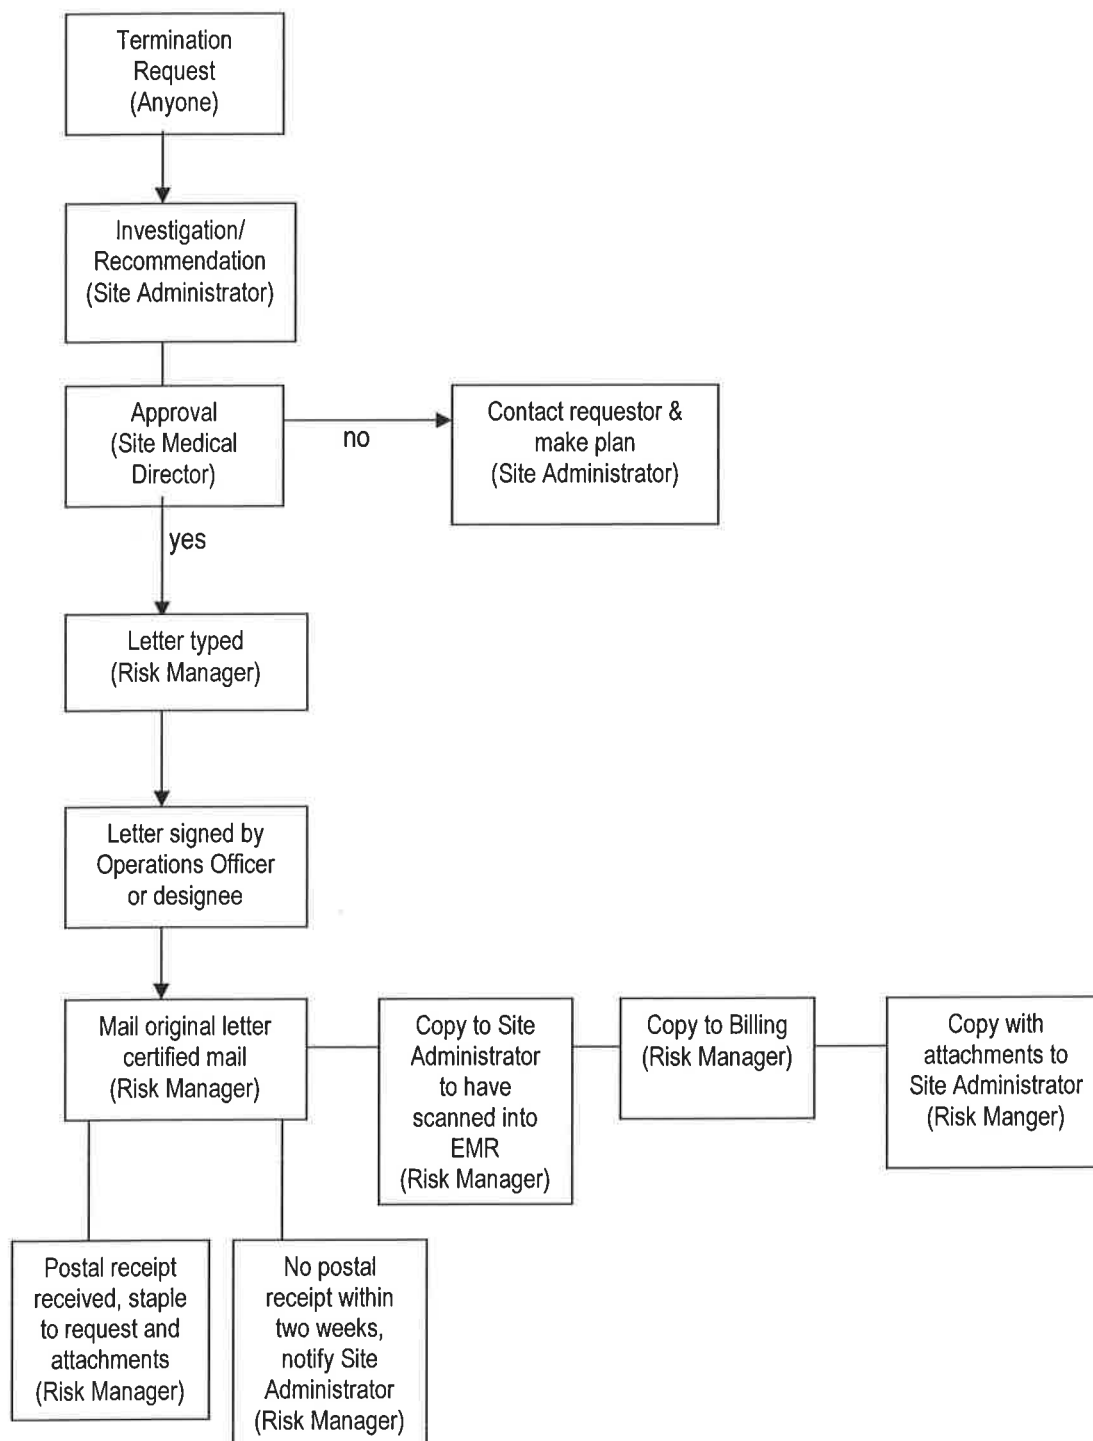 Termination
Request
(Anyone)
Investigation/
Recommendation
(Site Administrator)
Approval
(Site Medical
Director)
no
Contact requestor &
make plan
(Site Administrator)
yes
Letter typed
(Risk Manager)
Letter signed by
Operations Officer
or designee
Mail original letter
certified mail
(Risk Manager)
Copy to Site
Administrator
to have
scanned into
EMR
(Risk Manager)
Copy to Billing
(Risk Manager)
Copy with
attachments to
Site Administrator
(Risk Manger)
Postal receipt
received, staple
to request and
attachments
(Risk Manager)
No postal
receipt within
two weeks,
notify Site
Administrator
(Risk Manager)